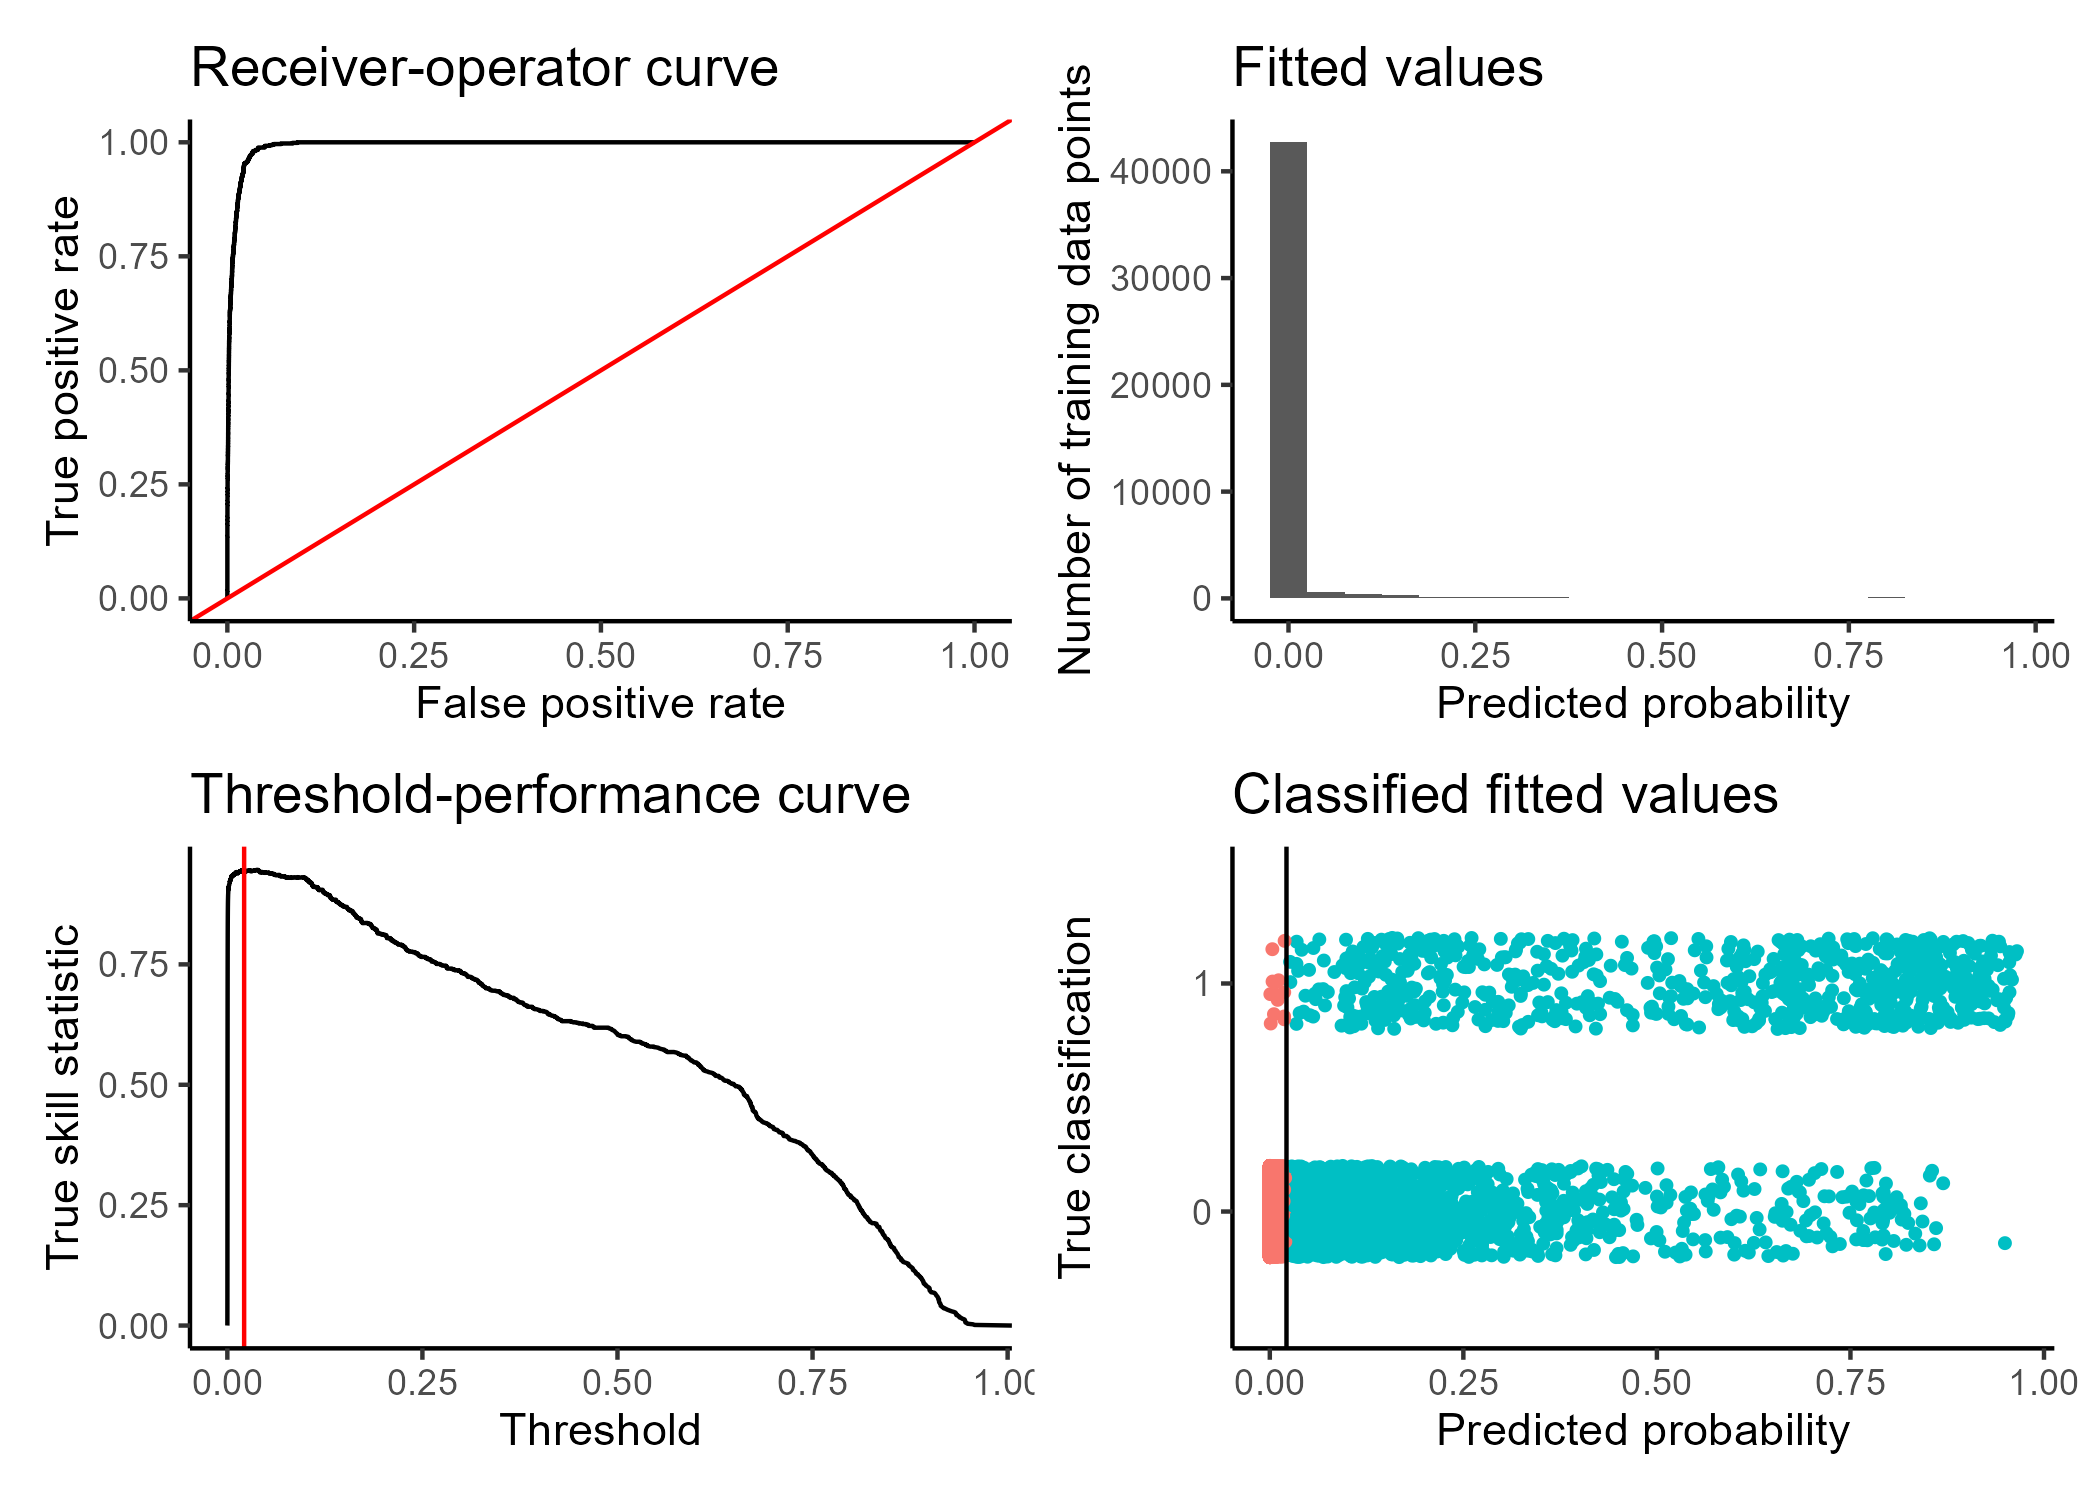 Receiver-operator curve
True positive rate
1.00
0.75
0.50
0.25
0.00
0.00 0.25 0.50 0.75 1.00
False positive rate
Fitted values
Number of training data points
40000
30000
20000
10000
0
0.00 0.25 0.50 0.75 1.00
Predicted probability
Threshold-performance curve
True skill statistic
0.75
0.50
0.25
0.00
0.00 0.25 0.50 0.75 1.00
Threshold
Classified fitted values
True classification
1
0
0.00 0.25 0.50 0.75 1.00
Predicted probability